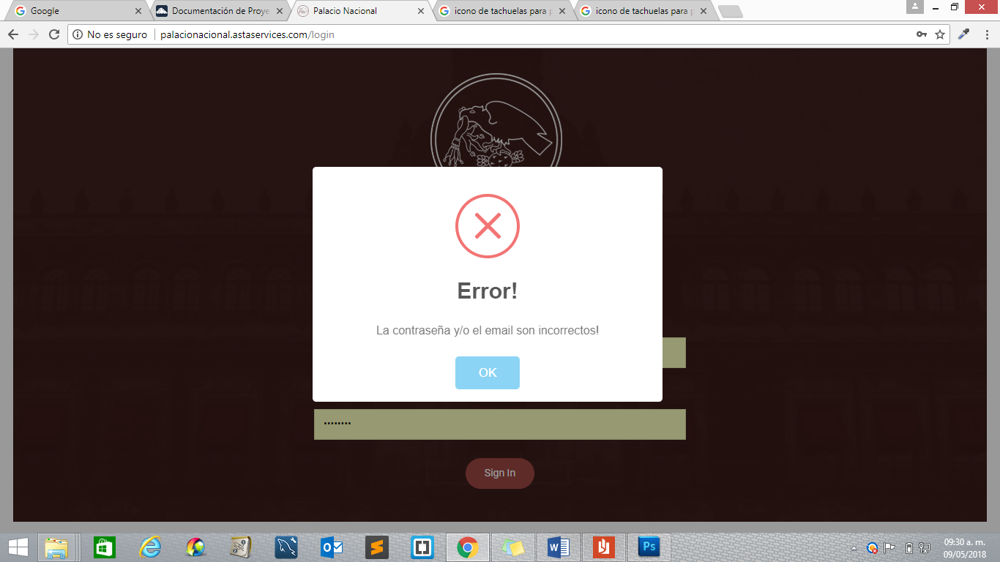 Google
Documentación de Proye
Palacio Nacional
icono de tachuelas para p
icono de tachuelas para p
No es seguro
palacionacional.astaservices.com/login
Error!
La contraseña y/o el email son incorrectos!
OK
••••••••
Sign In
Ps
09:30 a. m.
09/05/2018